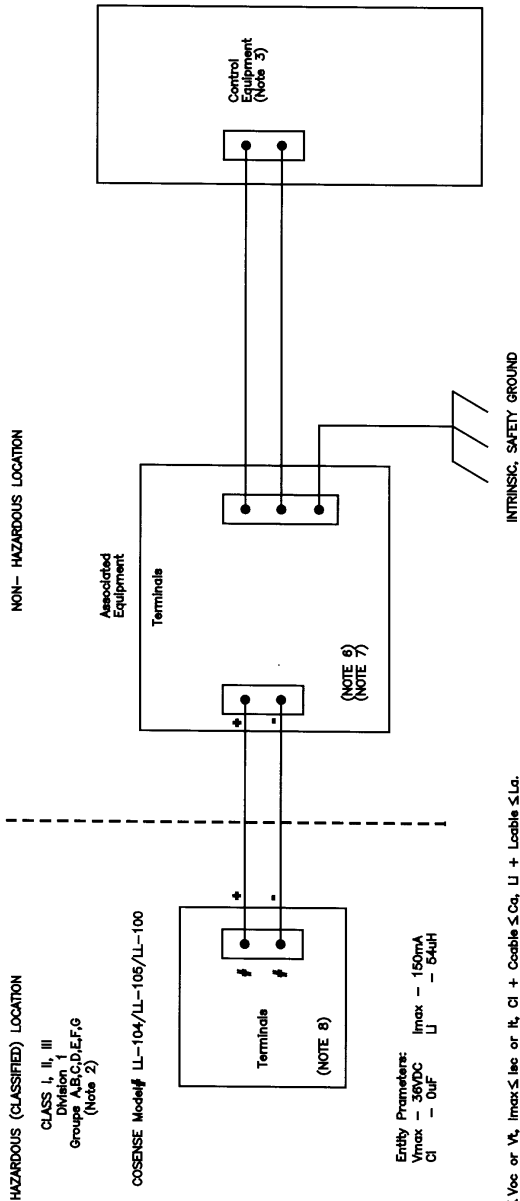 HAZARDOUS (CLASSIFIED) LOCATION
CLASS I, II, III
Division 1
Groups A,B,C,D,E,F,G
(Note 2)
COSENSE Model# LL-104/LL-105/LL-100
#
#
Terminals
(NOTE 8)
+
-
Entity Prameters:
Vmax - 36VDC Imax - 150mA
Ci - 0uF Li - 54uH
NON- HAZARDOUS LOCATION
Associated
Equipment
Terminals
+
-
(NOTE 6)
(NOTE 7)
Control
Equipment
(Note 3)
INTRINSIC, SAFETY GROUND
Voc or Vt, Imax ≤ Isc or It, Ci + Ccable ≤ Ca, Li + Lcable ≤ La.